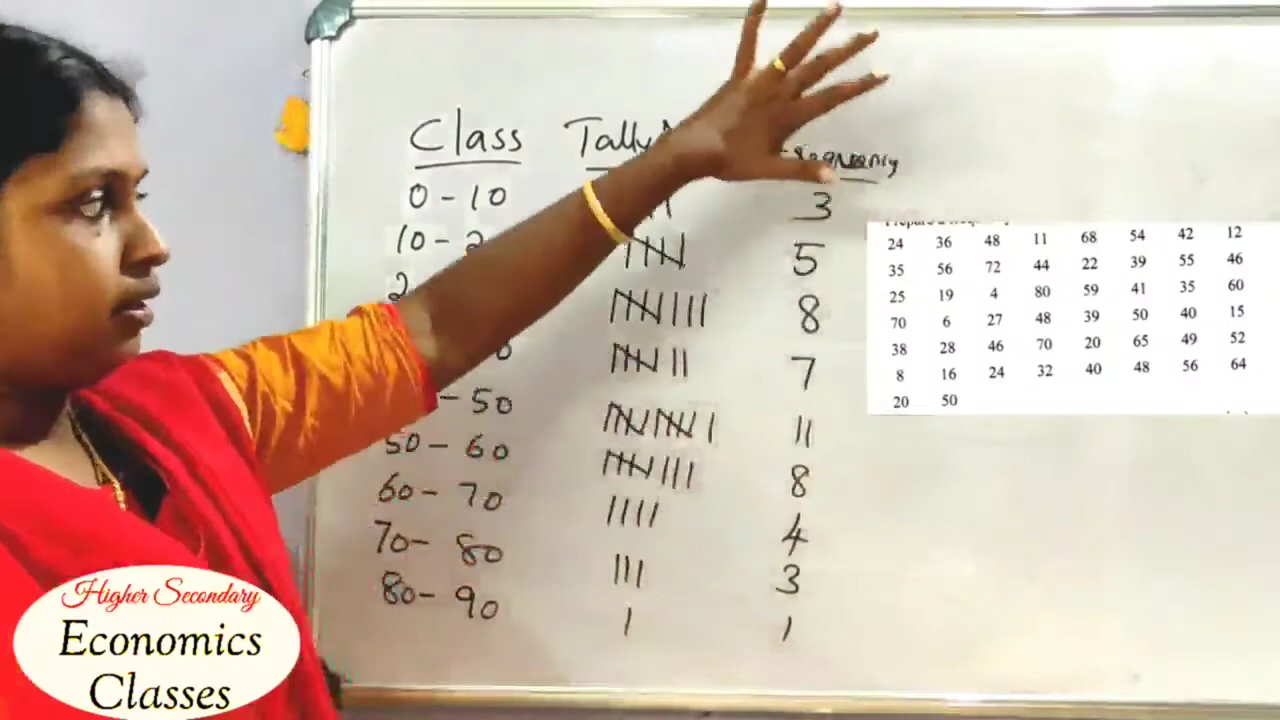 Class Tally Frequency
0 - 10 3
10 - 2 5
2 8
7
- 50 11
50 - 60 8
60 - 70 4
70 - 80 3
80 - 90 1
24 36 48 11 68 54 42 12
35 56 72 44 22 39 55 46
25 19 4 80 59 41 35 60
70 6 27 48 39 50 40 15
38 28 46 70 20 65 49 52
8 16 24 32 40 48 56 64
20 50
Higher Secondary
Economics
Classes